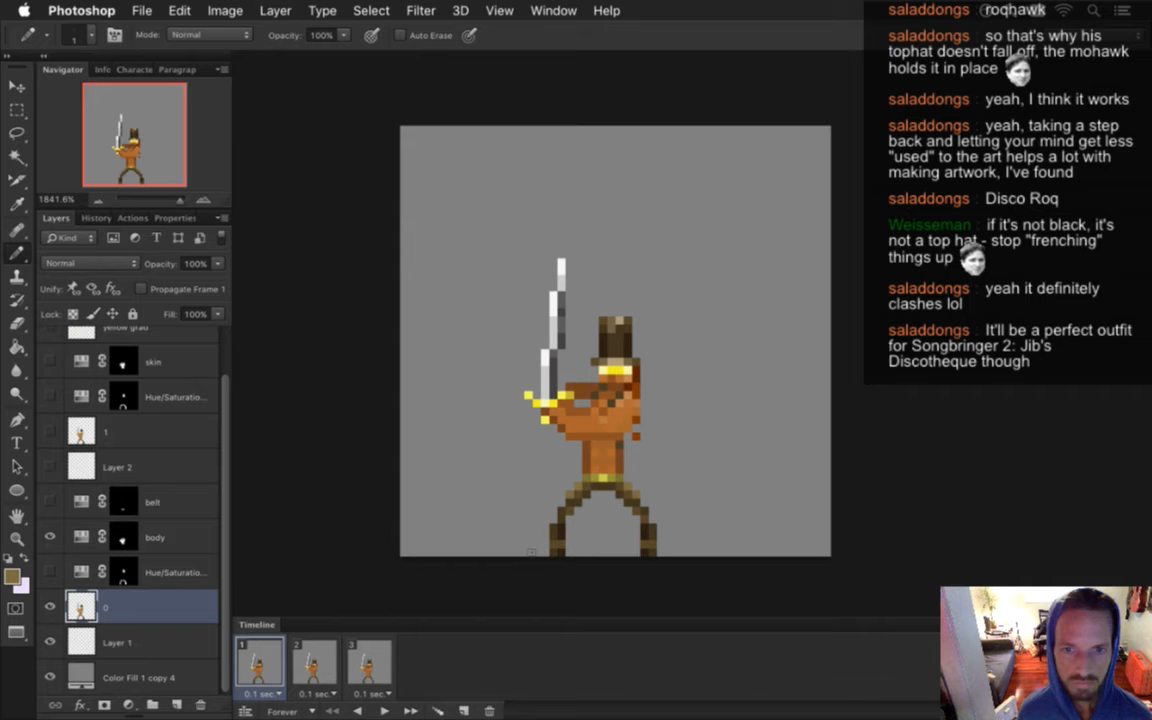 Photoshop File Edit Image Layer Type Select Filter 3D View Window Help
1 Mode: Normal Opacity: 100% Auto Erase
Navigator Info Characte Paragrap
1841.6%
Layers History Actions Properties
Kind
Normal Opacity: 100%
Unify: Propagate Frame 1
Lock: Fill: 100%
yellow grad
skin
Hue/Saturatio...
1
Layer 2
belt
body
Hue/Saturatio...
0
Layer 1
Color Fill 1 copy 4
Timeline
1 2 3
0.1 sec. 0.1 sec. 0.1 sec.
Forever
saladdongs : roqhawk
saladdongs : so that's why his
tophat doesn't fall off, the mohawk
holds it in place
saladdongs : yeah, I think it works
saladdongs : yeah, taking a step
back and letting your mind get less
"used" to the art helps a lot with
making artwork, I've found
saladdongs : Disco Roq
Weisseman : if it's not black, it's
not a top hat - stop "frenching"
things up
saladdongs : yeah it definitely
clashes lol
saladdongs : It'll be a perfect outfit
for Songbringer 2: Jib's
Discotheque though